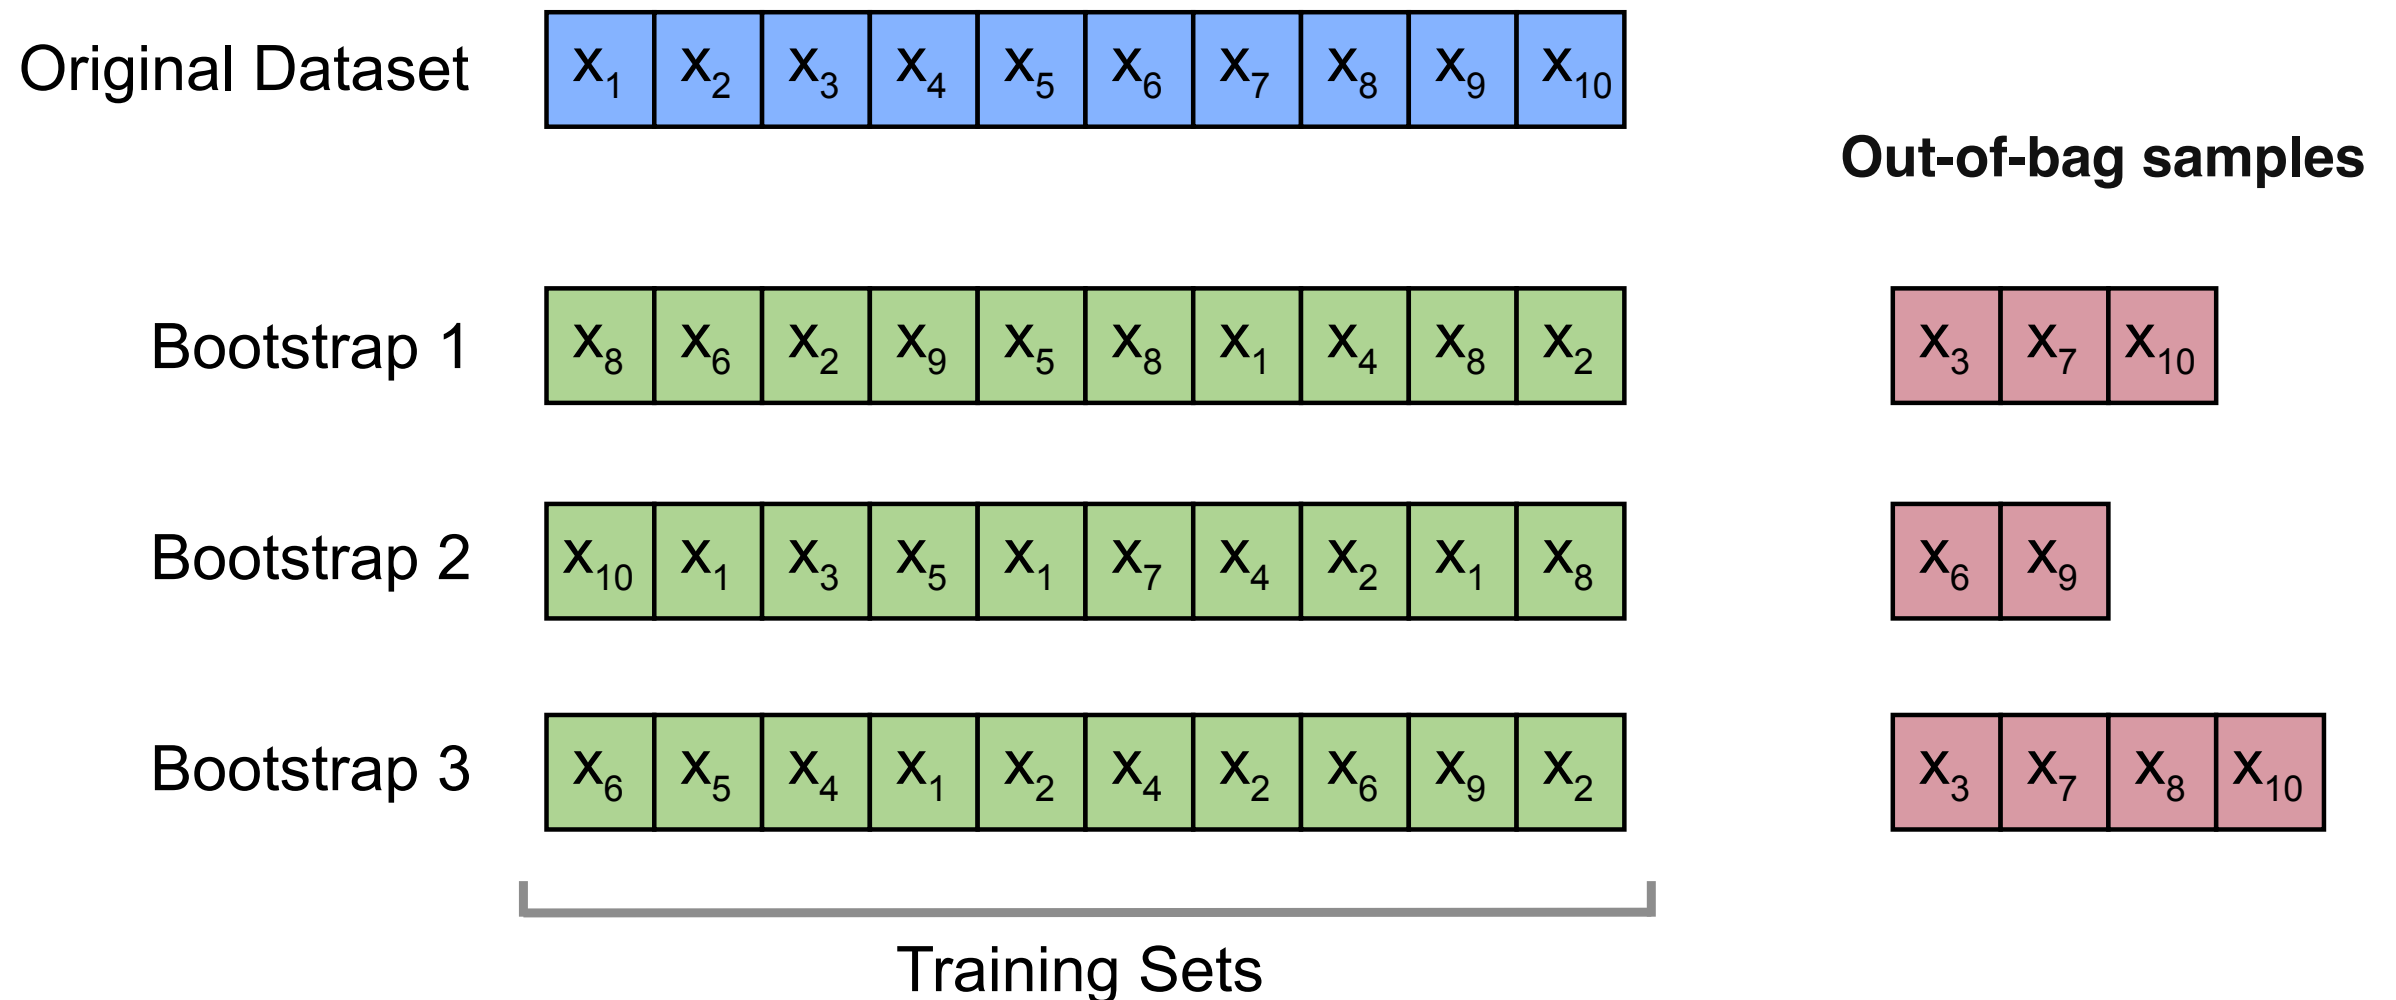 Original Dataset x₁ x₂ x₃ x₄ x₅ x₆ x₇ x₈ x₉ x₁₀
Out-of-bag samples
Bootstrap 1 x₈ x₆ x₂ x₉ x₅ x₈ x₁ x₄ x₈ x₂ x₃ x₇ x₁₀
Bootstrap 2 x₁₀ x₁ x₃ x₅ x₁ x₇ x₄ x₂ x₁ x₈ x₆ x₉
Bootstrap 3 x₆ x₅ x₄ x₁ x₂ x₄ x₂ x₆ x₉ x₂ x₃ x₇ x₈ x₁₀
Training Sets